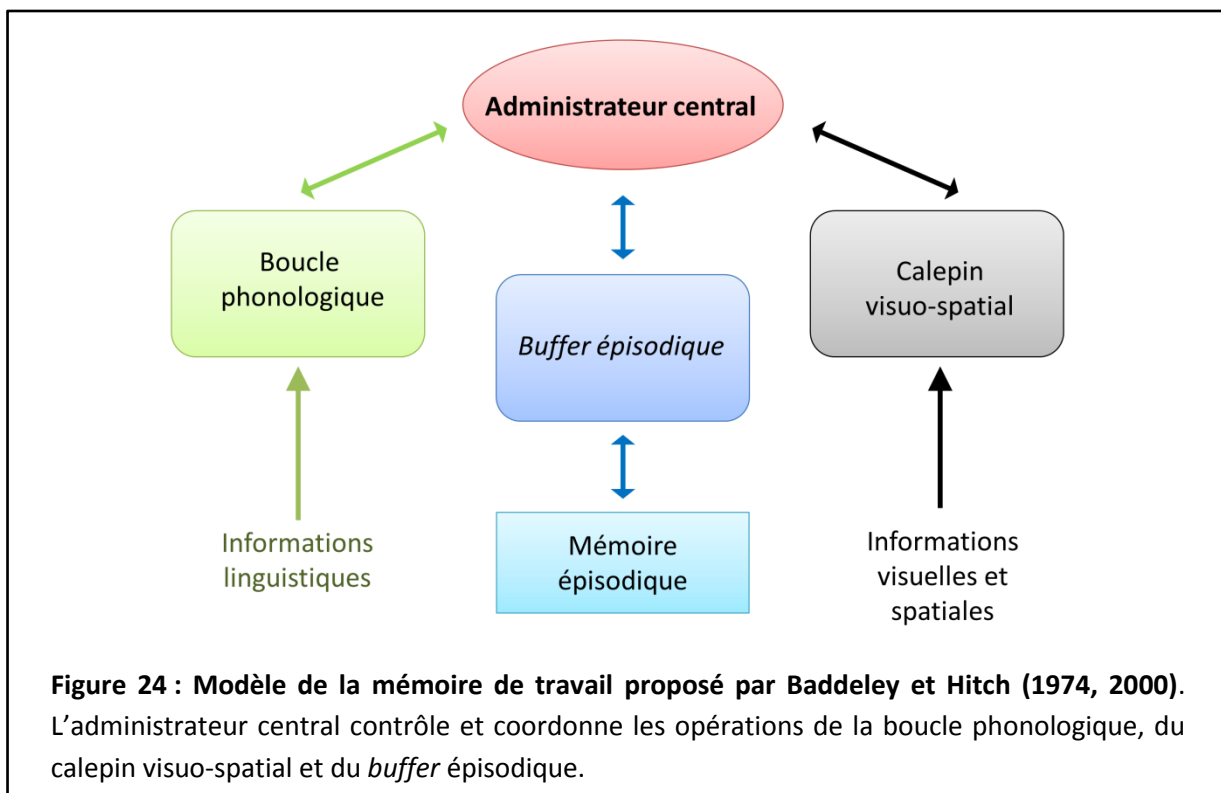 Administrateur central
Boucle
phonologique
Buffer épisodique
Calepin
visuo-spatial
Informations
linguistiques
Mémoire
épisodique
Informations
visuelles et
spatiales
Figure 24 : Modèle de la mémoire de travail proposé par Baddeley et Hitch (1974, 2000).
L’administrateur central contrôle et coordonne les opérations de la boucle phonologique, du
calepin visuo-spatial et du buffer épisodique.